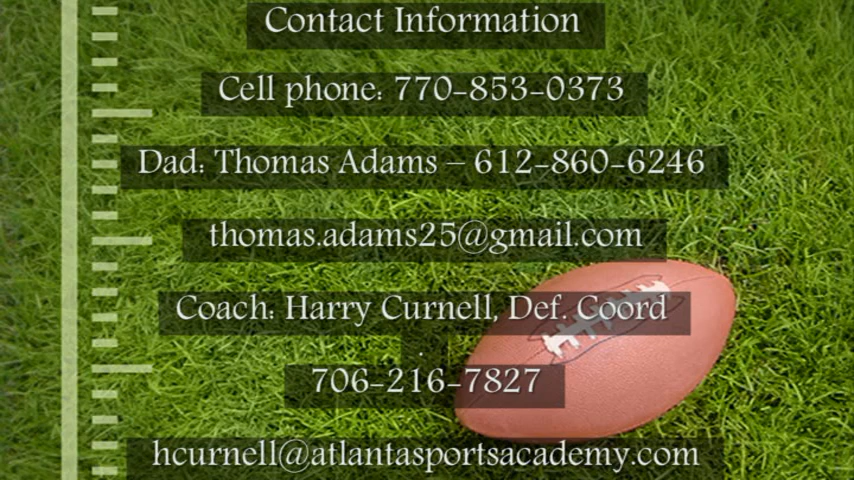 Contact Information
Cell phone: 770-853-0373
Dad: Thomas Adams – 612-860-6246
thomas.adams25@gmail.com
Coach: Harry Curnell, Def. Coord
.
706-216-7827
hcurnell@atlantasportsacademy.com